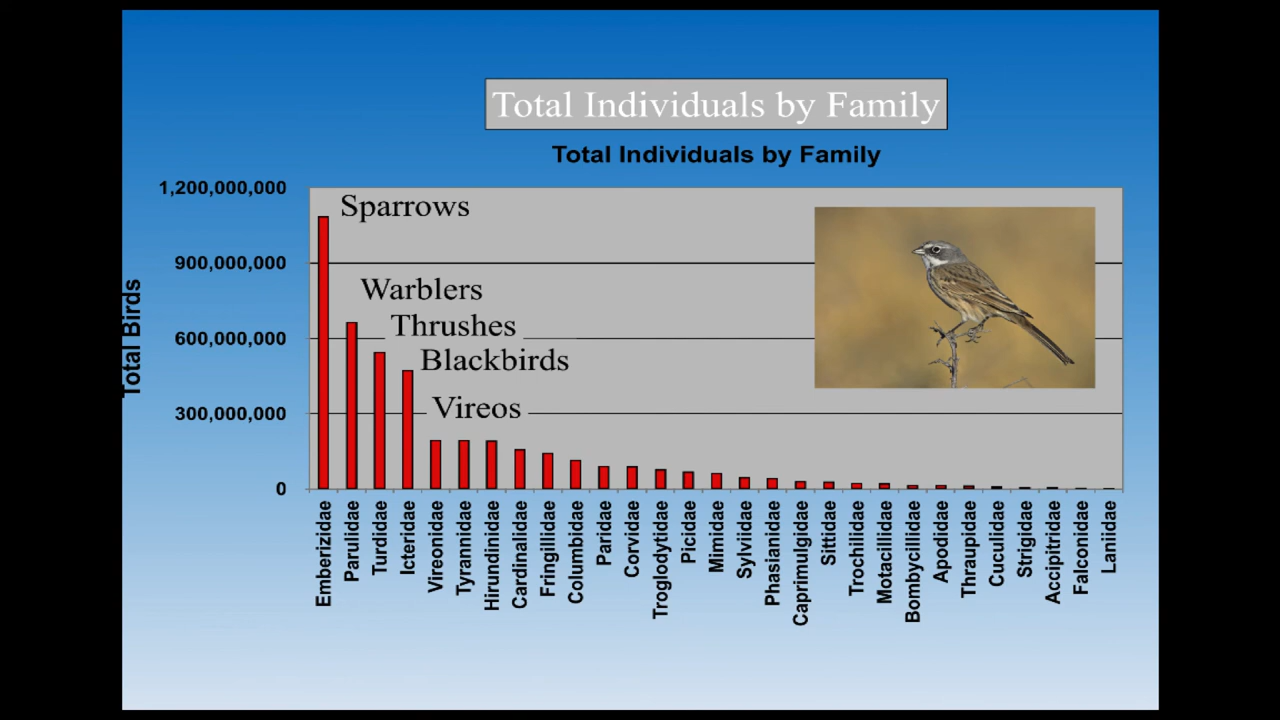 Total Individuals by Family
Total Individuals by Family
Total Birds
1,200,000,000
900,000,000
600,000,000
300,000,000
0
Sparrows
Warblers
Thrushes
Blackbirds
Vireos
Emberizidae
Parulidae
Turdidae
Icteridae
Vireonidae
Tyrannidae
Hirundinidae
Cardinalidae
Fringillidae
Columbidae
Paridae
Corvidae
Troglodytidae
Picidae
Mimidae
Sylviidae
Phasianidae
Caprimulgidae
Sittidae
Trochilidae
Motacillidae
Bombycillidae
Apodidae
Thraupidae
Cuculidae
Strigidae
Accipitridae
Falconidae
Laniidae